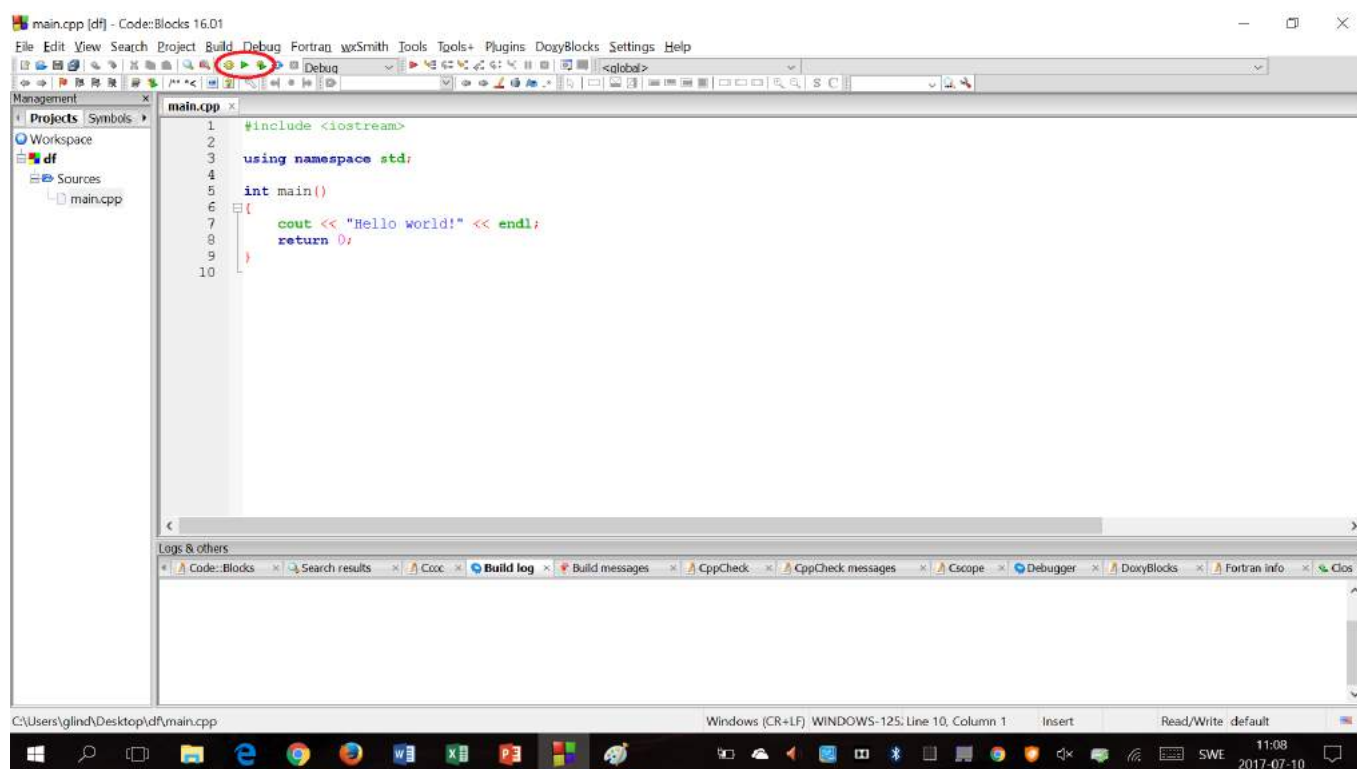 main.cpp [df] - Code::Blocks 16.01
File Edit View Search Project Build Debug Fortran wxSmith Tools Tools+ Plugins DoxyBlocks Settings Help
Debug <global>
S C
Management
main.cpp
Projects Symbols
Workspace
df
Sources
main.cpp
1 #include <iostream>
2
3 using namespace std;
4
5 int main()
6 {
7 cout << "Hello world!" << endl;
8 return 0;
9 }
10
Logs & others
Code::Blocks Search results Cccc Build log Build messages CppCheck CppCheck messages Cscope Debugger DoxyBlocks Fortran info Clos
C:\Users\glind\Desktop\df\main.cpp Windows (CR+LF) WINDOWS-125. Line 10, Column 1 Insert Read/Write default
SWE 11:08
2017-07-10